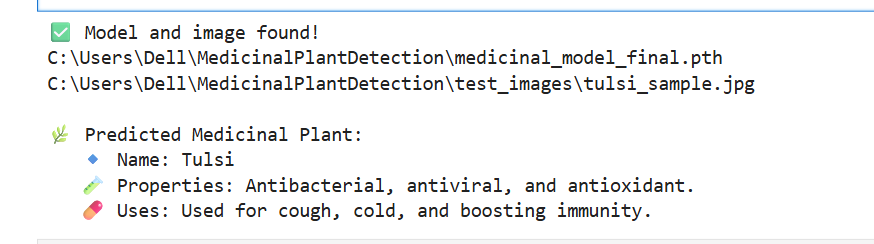 ✅ Model and image found!
C:\Users\Dell\MedicinalPlantDetection\medicinal_model_final.pth
C:\Users\Dell\MedicinalPlantDetection\test_images\tulsi_sample.jpg
🌿 Predicted Medicinal Plant:
🔹 Name: Tulsi
🧪 Properties: Antibacterial, antiviral, and antioxidant.
💊 Uses: Used for cough, cold, and boosting immunity.